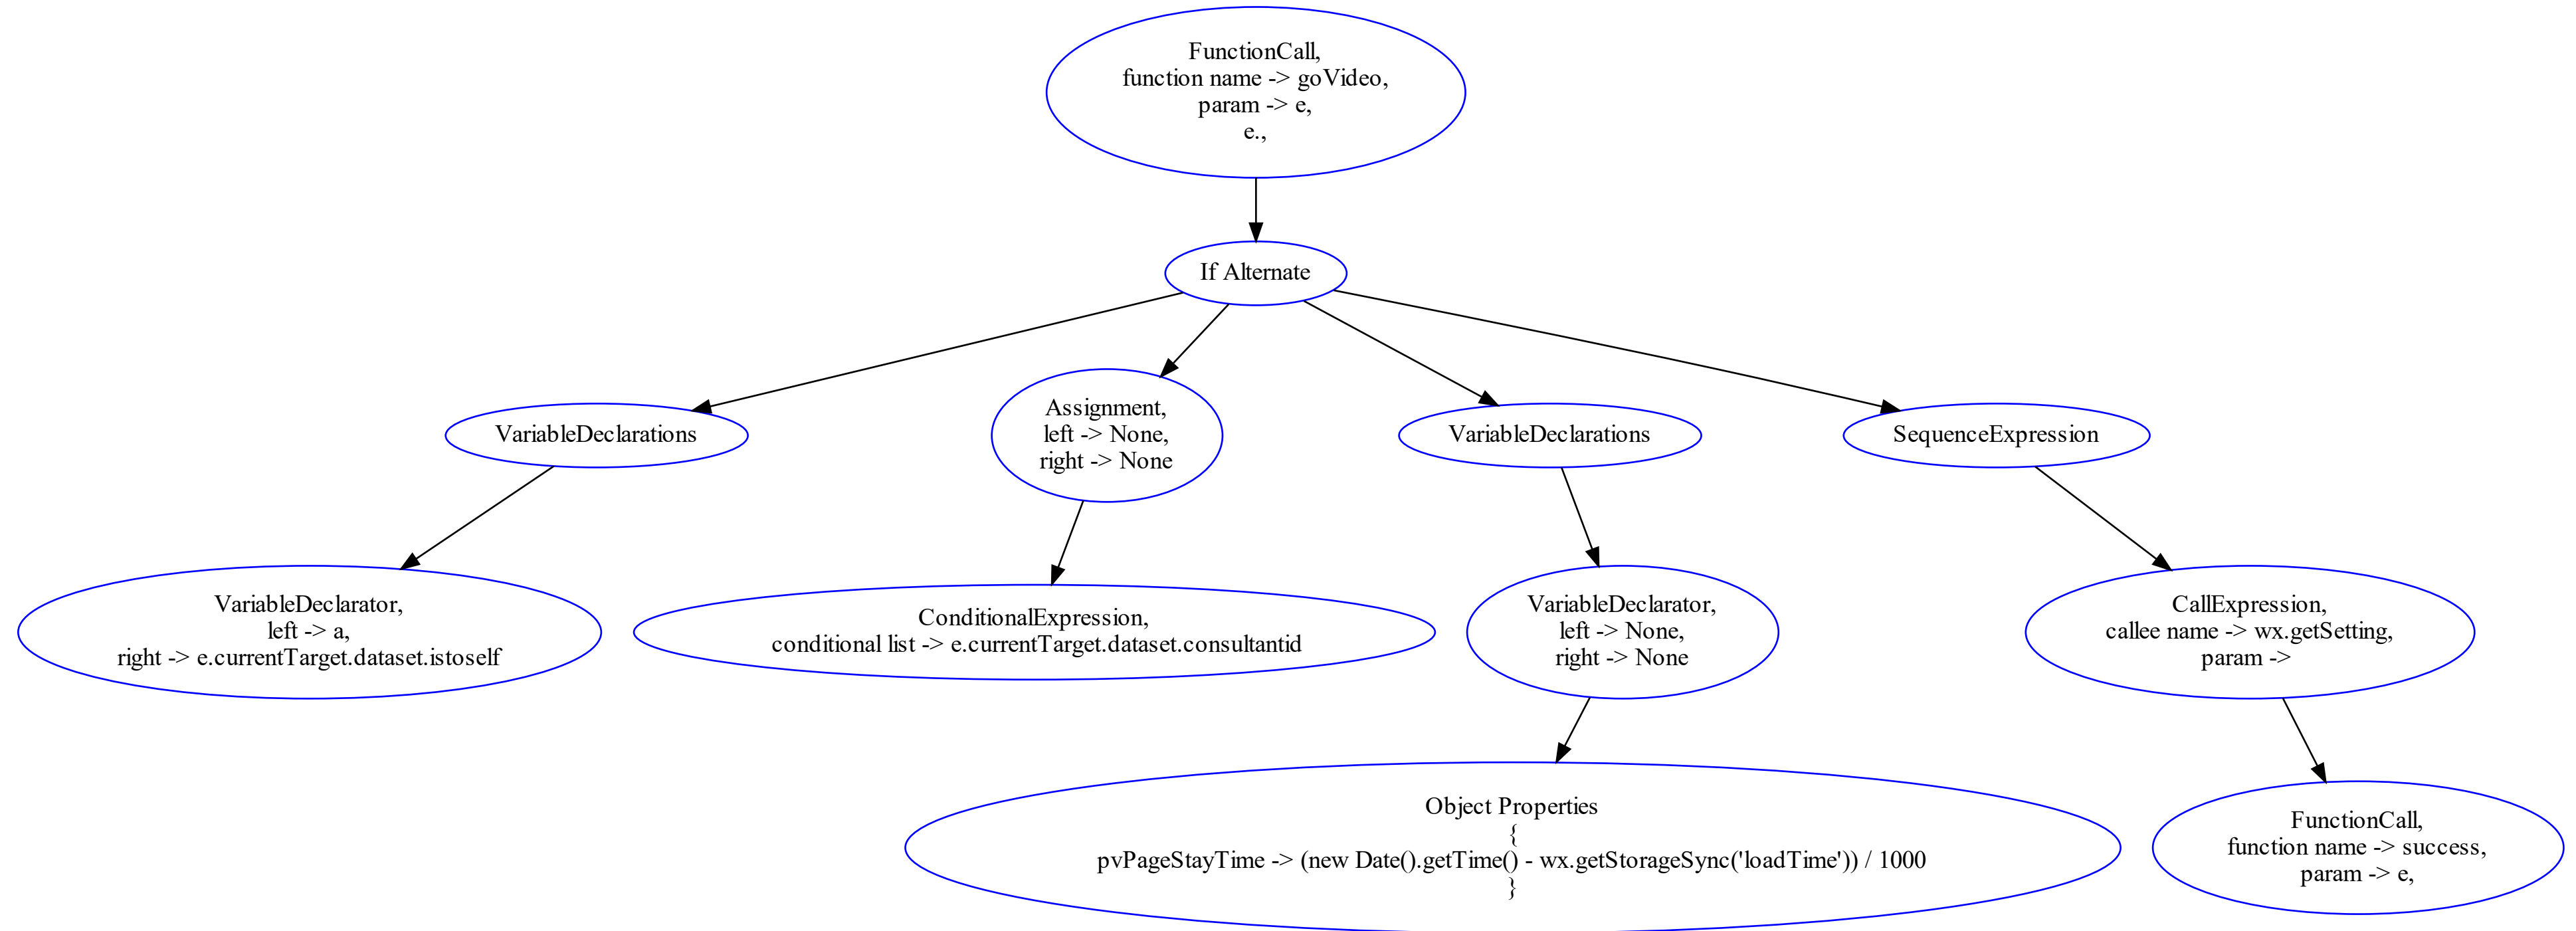 FunctionCall,
function name -> goVideo,
param -> e,
e.,
If Alternate
VariableDeclarations
Assignment,
left -> None,
right -> None
VariableDeclarations
SequenceExpression
VariableDeclarator,
left -> a,
right -> e.currentTarget.dataset.istoself
ConditionalExpression,
conditional list -> e.currentTarget.dataset.consultantid
VariableDeclarator,
left -> None,
right -> None
CallExpression,
callee name -> wx.getSetting,
param ->
Object Properties
{
pvPageStayTime -> (new Date().getTime() - wx.getStorageSync('loadTime')) / 1000
}
FunctionCall,
function name -> success,
param -> e,